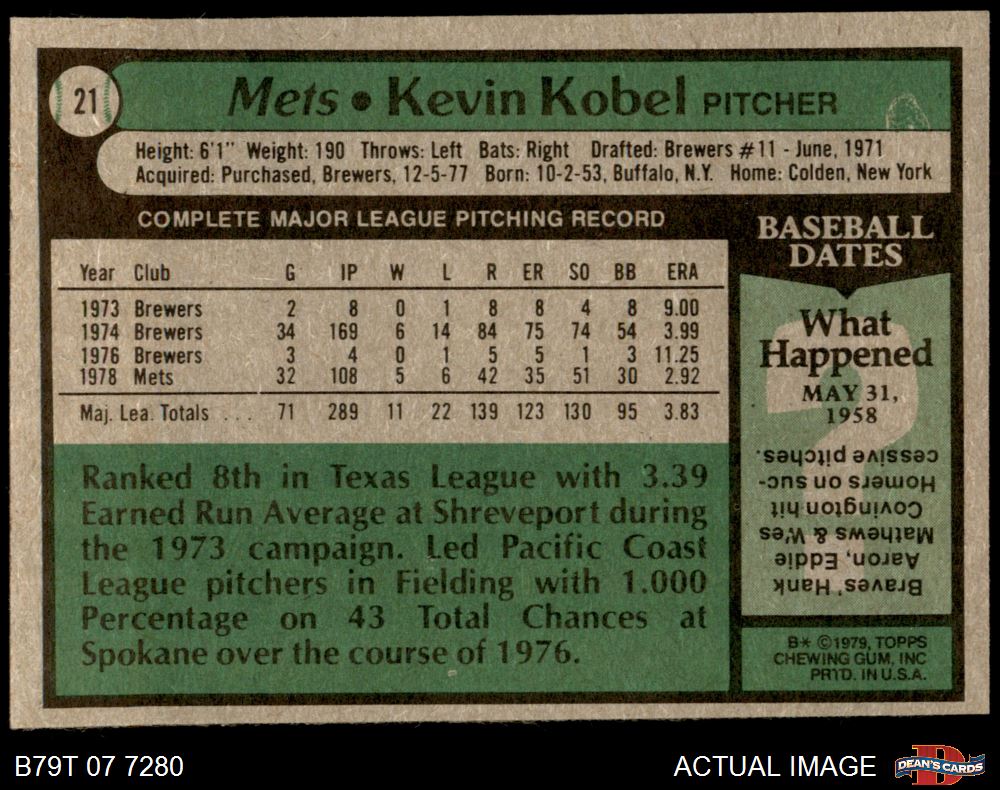 21
Mets • Kevin Kobel PITCHER
Height: 6'1" Weight: 190 Throws: Left Bats: Right Drafted: Brewers #11 - June, 1971
Acquired: Purchased, Brewers, 12-5-77 Born: 10-2-53, Buffalo, N.Y. Home: Colden, New York
COMPLETE MAJOR LEAGUE PITCHING RECORD
Year Club G IP W L R ER SO BB ERA
1973 Brewers 2 8 0 1 8 8 4 8 9.00
1974 Brewers 34 169 6 14 84 75 74 54 3.99
1976 Brewers 3 4 0 1 5 5 1 3 11.25
1978 Mets 32 108 5 6 42 35 51 30 2.92
Maj. Lea. Totals . . . 71 289 11 22 139 123 130 95 3.83
Ranked 8th in Texas League with 3.39
Earned Run Average at Shreveport during
the 1973 campaign. Led Pacific Coast
League pitchers in Fielding with 1.000
Percentage on 43 Total Chances at
Spokane over the course of 1976.
BASEBALL
DATES
What
Happened
MAY 31,
1958
?
Braves' Hank
Aaron, Eddie
Mathews & Wes
Covington hit
Homers on suc-
cessive pitches.
B* ©1979, TOPPS
CHEWING GUM, INC
PRTD. IN U.S.A.
B79T 07 7280
ACTUAL IMAGE
DEAN'S CARDS